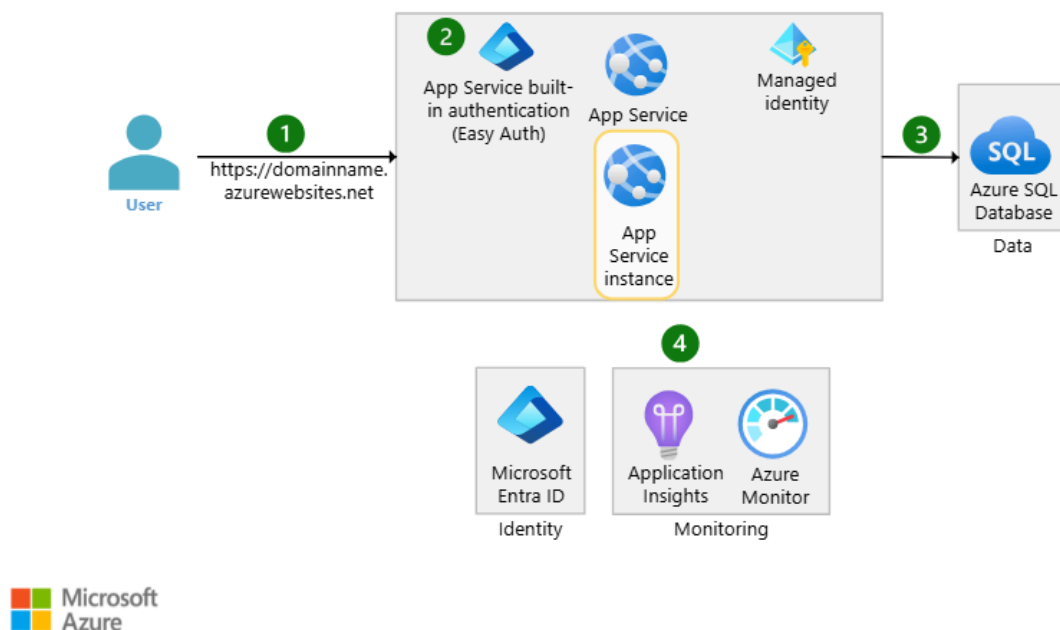 2
App Service built-
in authentication
(Easy Auth)
App Service
Managed
identity
User
1
https://domainname.
azurewebsites.net
App
Service
instance
3
SQL
Azure SQL
Database
Data
4
Microsoft
Entra ID
Identity
Application
Insights
Azure
Monitor
Monitoring
Microsoft
Azure